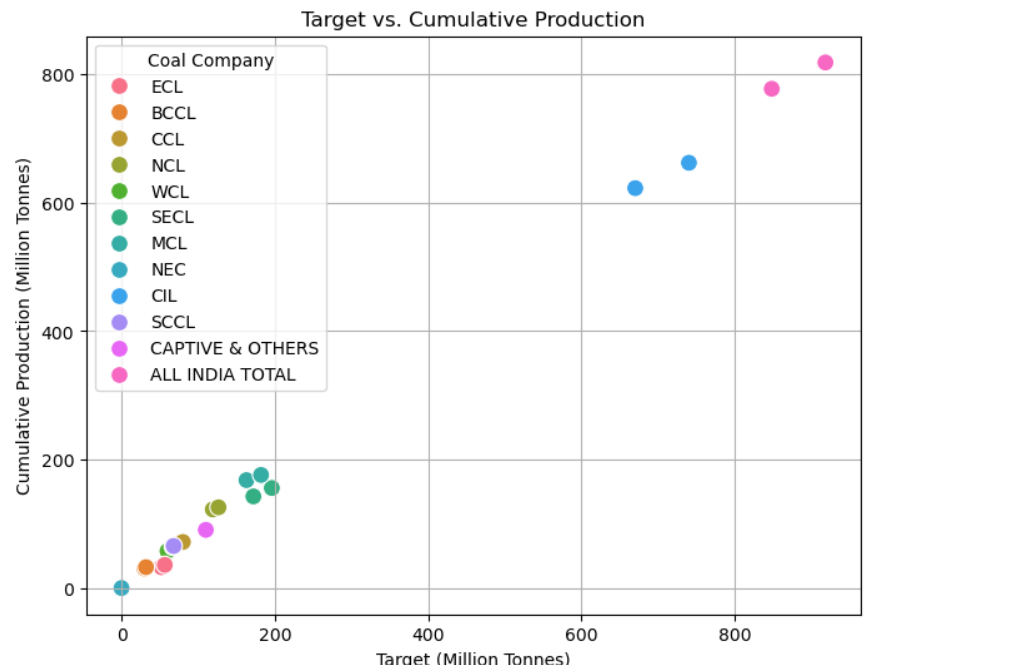 Target vs. Cumulative Production
Coal Company
ECL
BCCL
CCL
NCL
WCL
SECL
MCL
NEC
CIL
SCCL
CAPTIVE & OTHERS
ALL INDIA TOTAL
Cumulative Production (Million Tonnes)
800
600
400
200
0
0 200 400 600 800
Target (Million Tonnes)